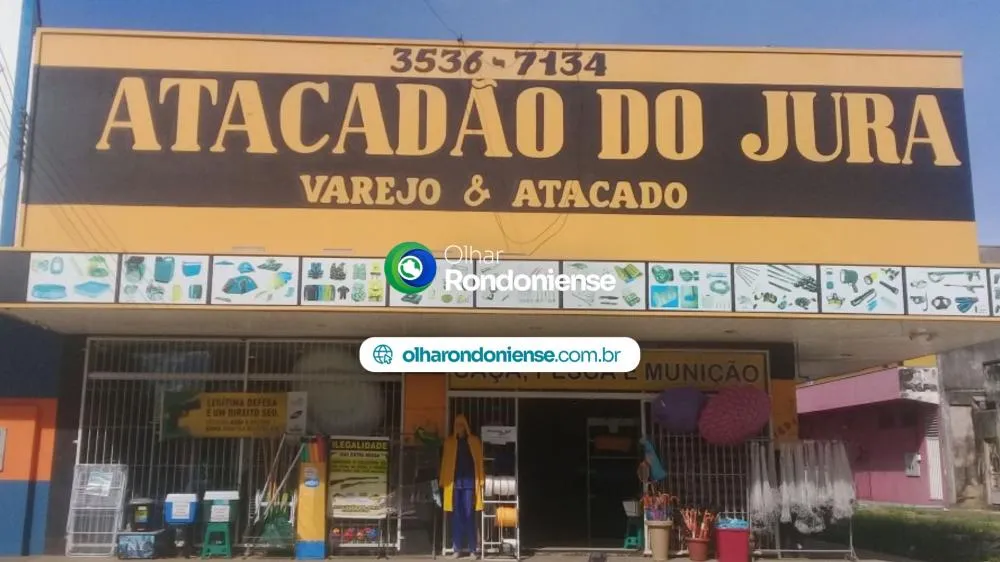 3536-7134
ATACADÃO DO JURA
VAREJO & ATACADO
Olhar
Rondoniense
olharondoniense.com.br
CAÇA, PESCA E MUNIÇÃO
LEGÍTIMA DEFESA
É UM DIREITO SEU.
LEGALIDADE